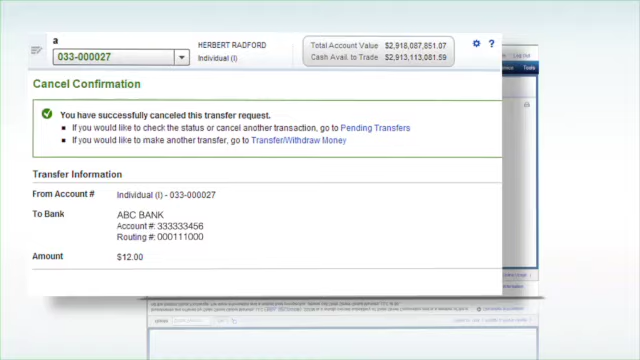 a
033-000027
HERBERT RADFORD
Individual (I)
Total Account Value $2,918,087,851.07
Cash Avail. to Trade $2,913,113,081.59
?
Log Out
Tools
Cancel Confirmation
You have successfully canceled this transfer request.
If you would like to check the status or cancel another transaction, go to Pending Transfers
If you would like to make another transfer, go to Transfer/Withdraw Money
Transfer Information
From Account # Individual (I) - 033-000027
To Bank ABC BANK
Account #: 333333456
Routing #: 000111000
Amount $12.00